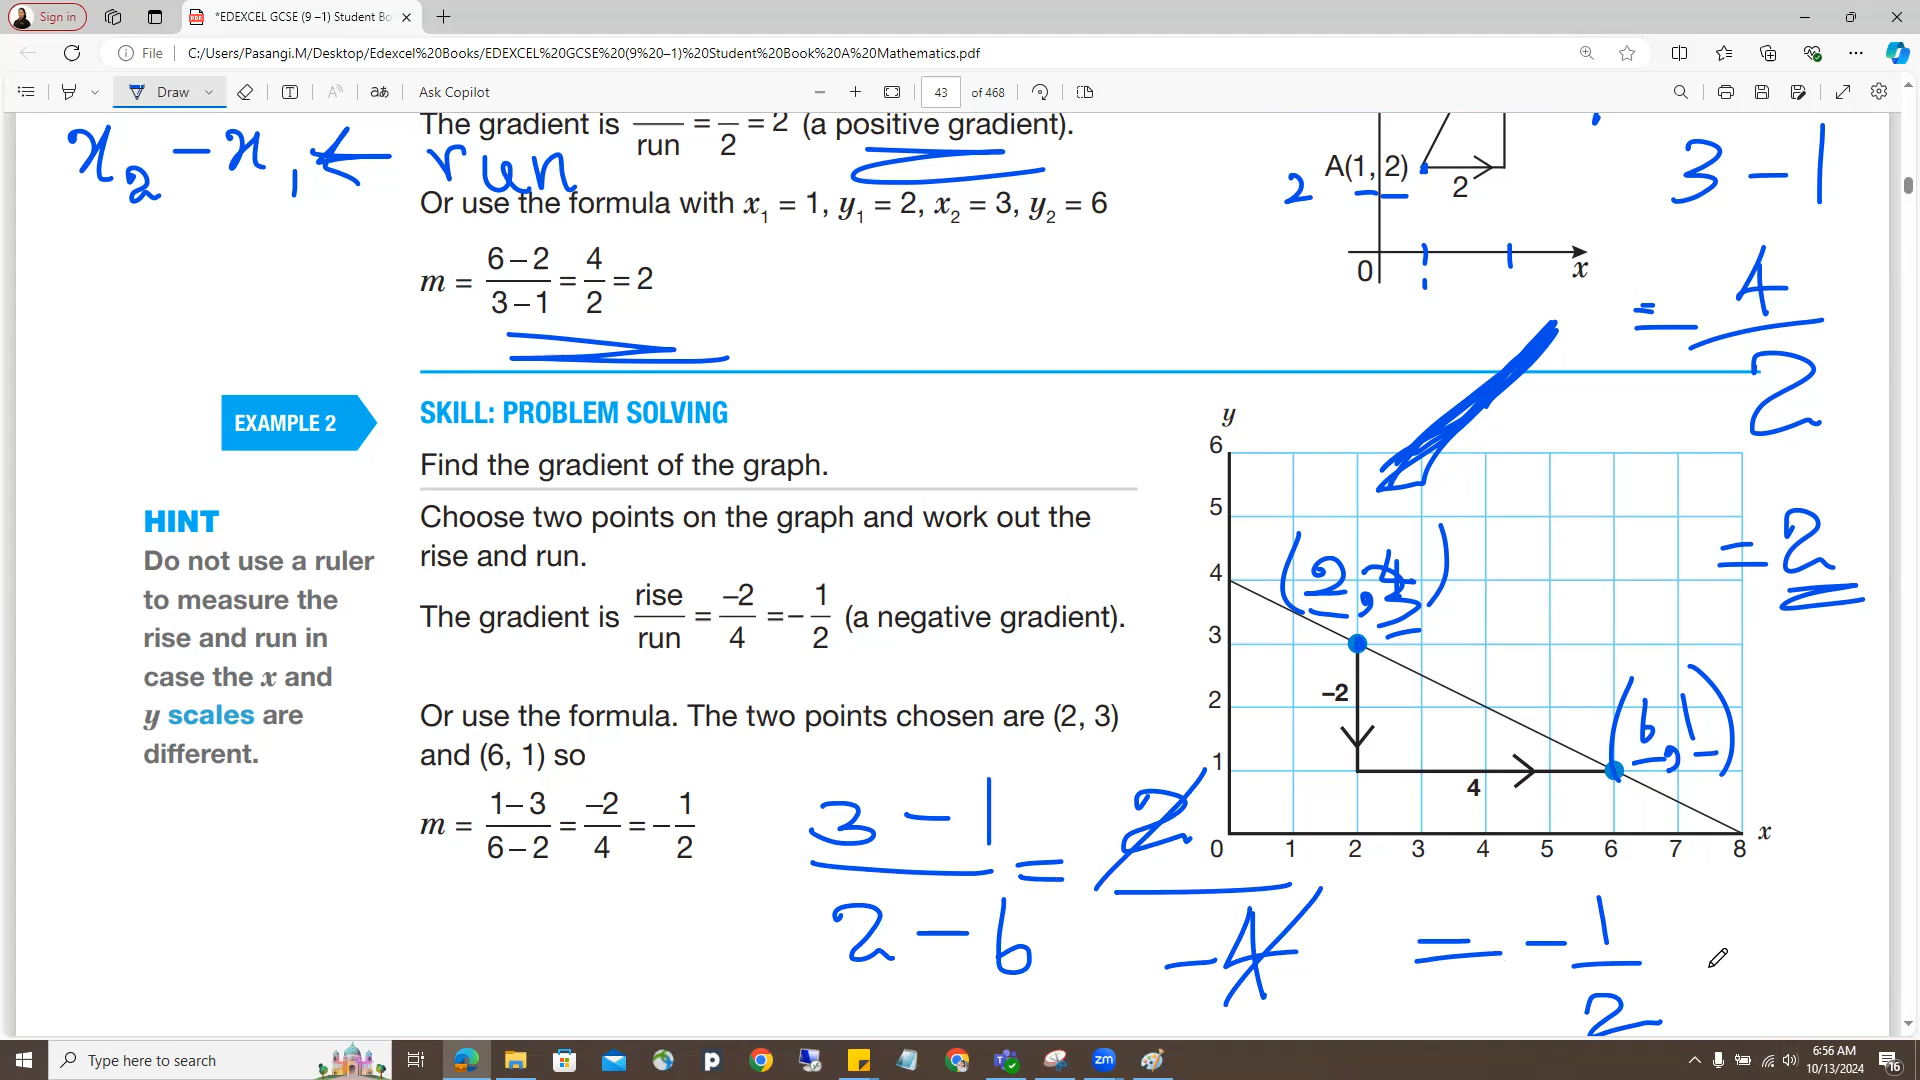 Sign in
*EDEXCEL GCSE (9 –1) Student Bo
File
C:/Users/Pasangi.M/Desktop/Edexcel%20Books/EDEXCEL%20GCSE%20(9%20–1)%20Student%20Book%20A%20Mathematics.pdf
Draw
Ask Copilot
43 of 468
x₂ – x₁ ← run
The gradient is run = 2 = 2 (a positive gradient).
A(1, 2)
2
2
3 – 1
Or use the formula with x₁ = 1, y₁ = 2, x₂ = 3, y₂ = 6
m = 6 – 2 / 3 – 1 = 4 / 2 = 2
0
x
= 4 / 2
= 2
EXAMPLE 2
SKILL: PROBLEM SOLVING
Find the gradient of the graph.
HINT
Do not use a ruler
to measure the
rise and run in
case the x and
y scales are
different.
Choose two points on the graph and work out the
rise and run.
The gradient is rise / run = –2 / 4 = – 1 / 2 (a negative gradient).
Or use the formula. The two points chosen are (2, 3)
and (6, 1) so
m = 1 – 3 / 6 – 2 = –2 / 4 = – 1 / 2
3 – 1 / 2 – 6 = 2 / –4 = – 1 / 2
y
6
5
4
3
2
1
0 1 2 3 4 5 6 7 8
x
(2, 3)
(6, 1)
–2
4
Type here to search
zm
6:56 AM
10/13/2024
16